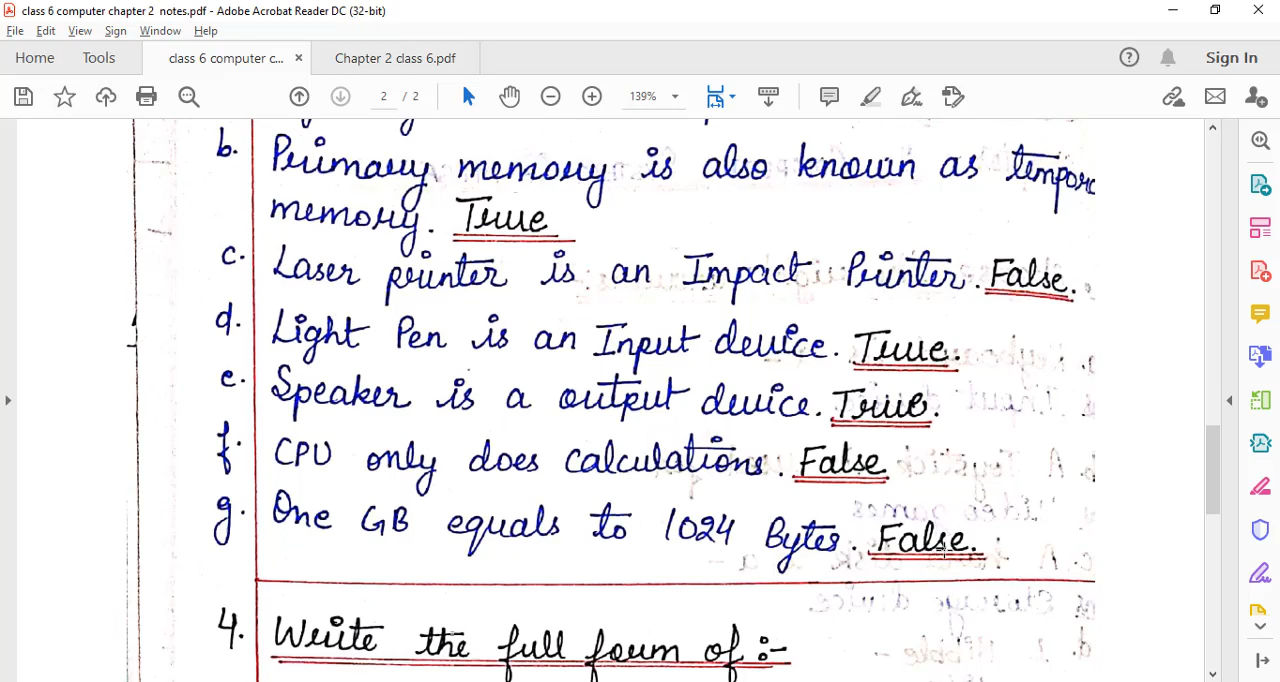 class 6 computer chapter 2 notes.pdf - Adobe Acrobat Reader DC (32-bit)
File Edit View Sign Window Help
Home Tools class 6 computer c... × Chapter 2 class 6.pdf Sign In
2 / 2 139%
b. Primary memory is also known as tempora
memory. True
c. Laser printer is an Impact Printer. False.
d. Light Pen is an Input device. True.
e. Speaker is a output device. True.
f. CPU only does calculations. False
g. One GB equals to 1024 Bytes. False.
4. Write the full form of :-